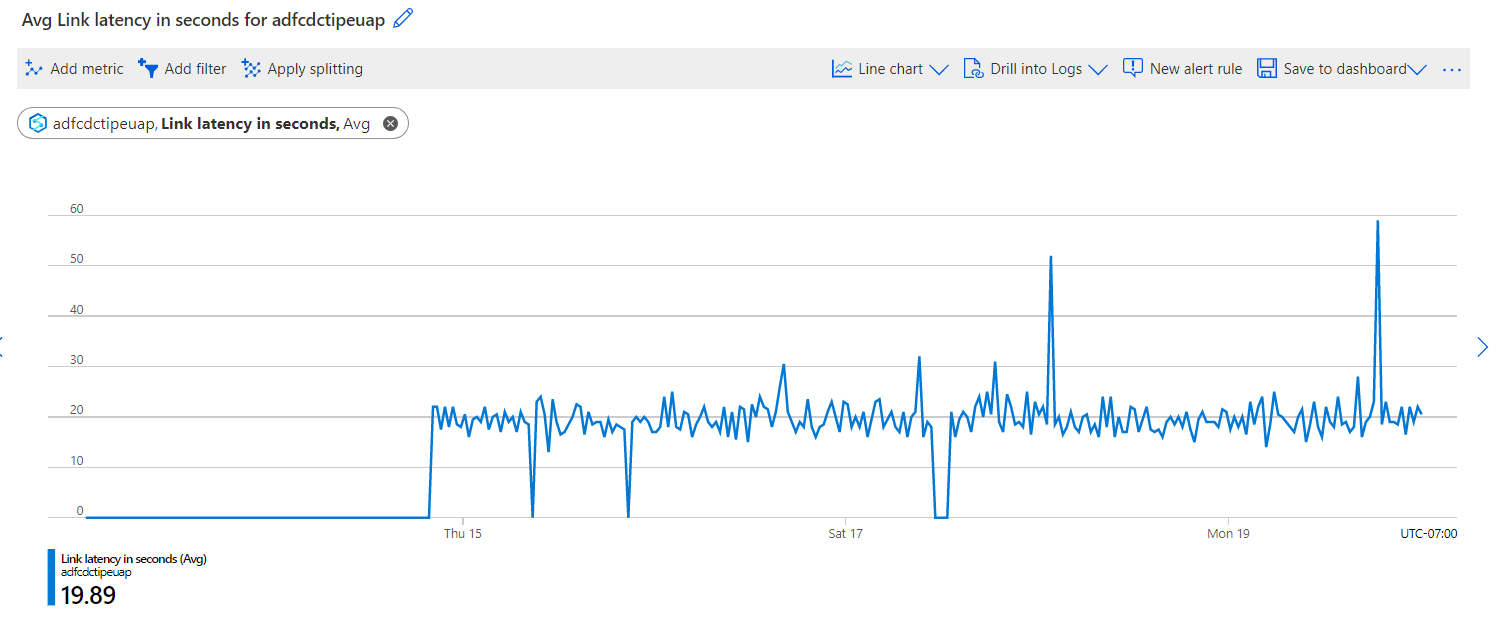 Avg Link latency in seconds for adfcdctipeuap
Add metric Add filter Apply splitting Line chart Drill into Logs New alert rule Save to dashboard ...
adfcdctipeuap, Link latency in seconds, Avg
60
50
40
30
20
10
0
Thu 15 Sat 17 Mon 19 UTC-07:00
Link latency in seconds (Avg)
adfcdctipeuap
19.89